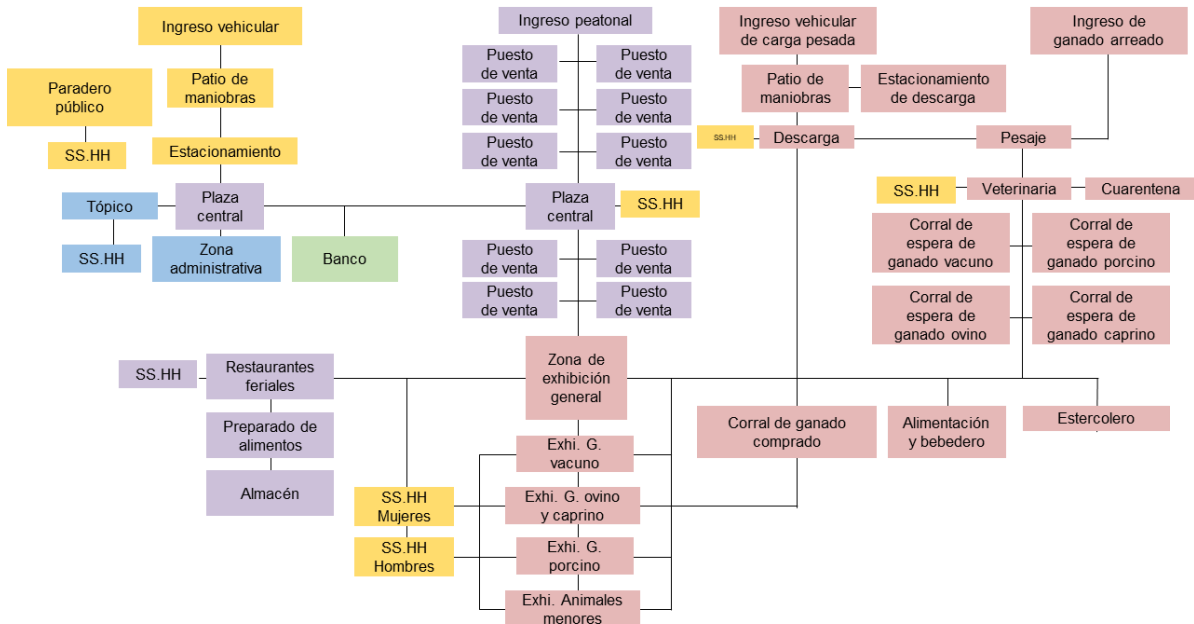 Ingreso vehicular
Ingreso peatonal
Ingreso vehicular
de carga pesada
Ingreso de
ganado arreado
Paradero
público
SS.HH
Patio de
maniobras
Estacionamiento
Puesto
de venta
Puesto
de venta
Puesto
de venta
Puesto
de venta
Puesto
de venta
Puesto
de venta
Patio de
maniobras
Estacionamiento
de descarga
SS.HH
Descarga
Pesaje
Tópico
SS.HH
Plaza
central
Zona
administrativa
Banco
Plaza
central
SS.HH
SS.HH
Veterinaria
Cuarentena
Puesto
de venta
Puesto
de venta
Puesto
de venta
Puesto
de venta
Corral de
espera de
ganado vacuno
Corral de
espera de
ganado porcino
Corral de
espera de
ganado ovino
Corral de
espera de
ganado caprino
SS.HH
Restaurantes
feriales
Preparado de
alimentos
Almacén
Zona de
exhibición
general
Corral de ganado
comprado
Alimentación
y bebedero
Estercolero
Exhi. G.
vacuno
SS.HH
Mujeres
Exhi. G. ovino
y caprino
SS.HH
Hombres
Exhi. G.
porcino
Exhi. Animales
menores